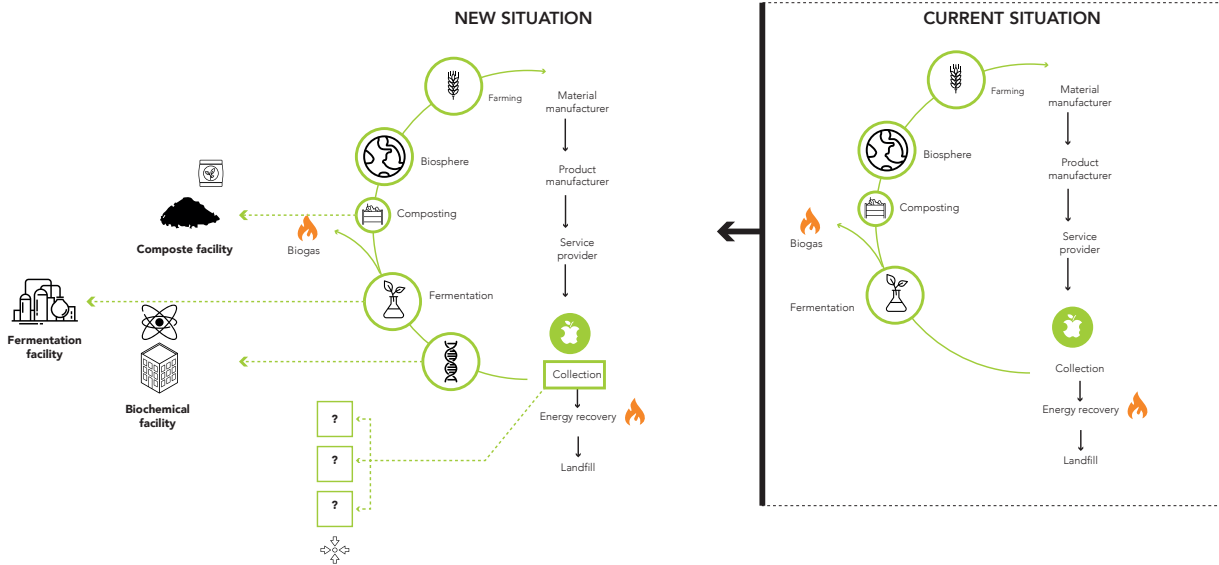 NEW SITUATION
Farming
Material
manufacturer
Biosphere
Product
manufacturer
Composting
Composte facility
Biogas
Service
provider
Fermentation
Fermentation
facility
Biochemical
facility
Collection
Energy recovery
Landfill
?
?
?
CURRENT SITUATION
Farming
Material
manufacturer
Biosphere
Product
manufacturer
Composting
Biogas
Service
provider
Fermentation
Collection
Energy recovery
Landfill